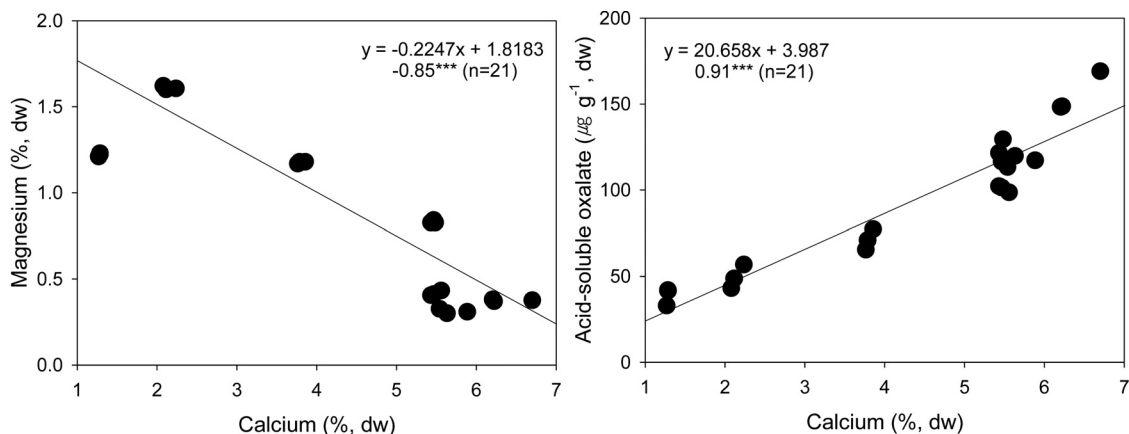 y = -0.2247x + 1.8183
-0.85*** (n=21)
Magnesium (%, dw)
2.0
1.5
1.0
0.5
0.0
1 2 3 4 5 6 7
Calcium (%, dw)
y = 20.658x + 3.987
0.91*** (n=21)
Acid-soluble oxalate (㎍ g⁻¹, dw)
200
150
100
50
0
1 2 3 4 5 6 7
Calcium (%, dw)